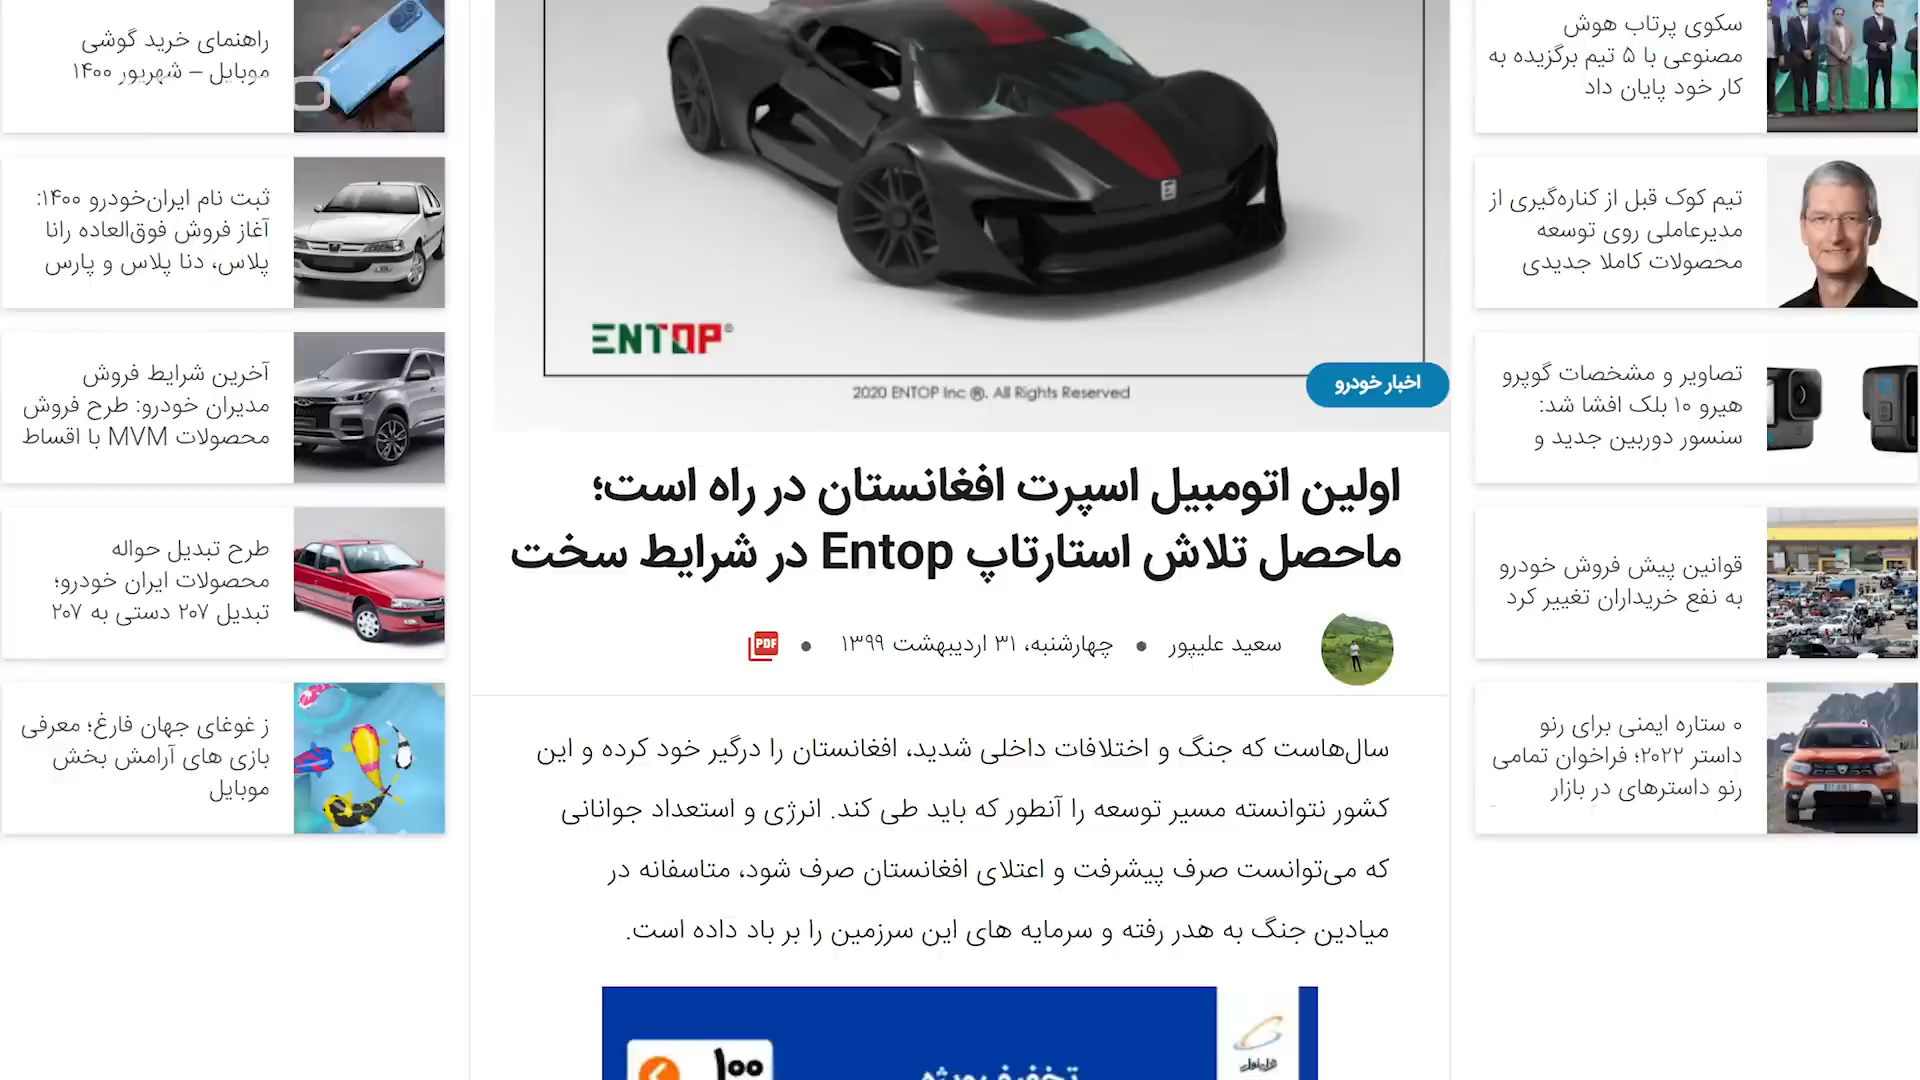 سکوی پرتاب هوش
مصنوعی با ۵ تیم برگزیده به
کار خود پایان داد
تیم کوک قبل از کناره‌گیری از
مدیرعاملی روی توسعه
محصولات کاملا جدیدی
تصاویر و مشخصات گوپرو
هیرو ۱۰ بلک افشا شد:
سنسور دوربین جدید و
قوانین پیش فروش خودرو
به نفع خریداران تغییر کرد
۰ ستاره ایمنی برای رنو
داستر ۲۰۲۲؛ فراخوان تمامی
رنو داسترهای در بازار
ENTOP®
2020 ENTOP Inc ®. All Rights Reserved
اخبار خودرو
اولین اتومبیل اسپرت افغانستان در راه است؛
ماحصل تلاش استارتاپ Entop در شرایط سخت
سعید علیپور • چهارشنبه، ۳۱ اردیبهشت ۱۳۹۹ • PDF
سال‌هاست که جنگ و اختلافات داخلی شدید، افغانستان را درگیر خود کرده و این
کشور نتوانسته مسیر توسعه را آنطور که باید طی کند. انرژی و استعداد جوانانی
که می‌توانست صرف پیشرفت و اعتلای افغانستان صرف شود، متاسفانه در
میادین جنگ به هدر رفته و سرمایه های این سرزمین را بر باد داده است.
تخفیف ویژه
۱۰۰
راهنمای خرید گوشی
موبایل – شهریور ۱۴۰۰
ثبت نام ایران‌خودرو ۱۴۰۰:
آغاز فروش فوق‌العاده رانا
پلاس، دنا پلاس و پارس
آخرین شرایط فروش
مدیران خودرو: طرح فروش
محصولات MVM با اقساط
طرح تبدیل حواله
محصولات ایران خودرو؛
تبدیل ۲۰۷ دستی به ۲۰۷
ز غوغای جهان فارغ؛ معرفی
بازی های آرامش بخش
موبایل